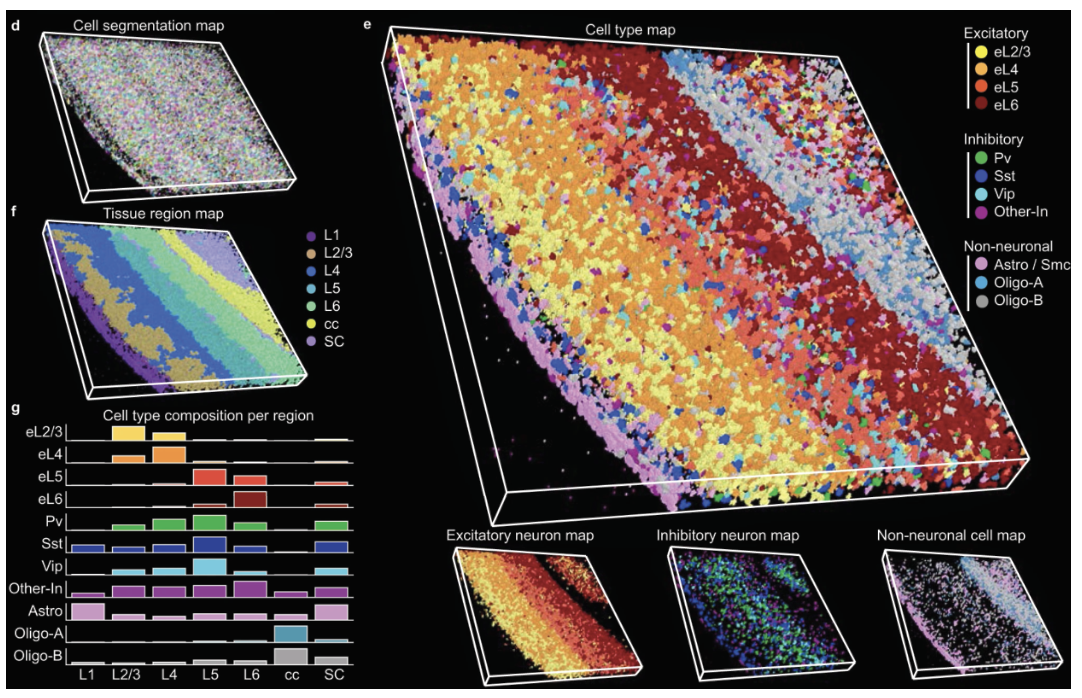 d
Cell segmentation map
e
Cell type map
Excitatory
eL2/3
eL4
eL5
eL6
Inhibitory
Pv
Sst
Vip
Other-In
Non-neuronal
Astro / Smc
Oligo-A
Oligo-B
f
Tissue region map
L1
L2/3
L4
L5
L6
cc
SC
g
Cell type composition per region
eL2/3
eL4
eL5
eL6
Pv
Sst
Vip
Other-In
Astro
Oligo-A
Oligo-B
L1 L2/3 L4 L5 L6 cc SC
Excitatory neuron map
Inhibitory neuron map
Non-neuronal cell map